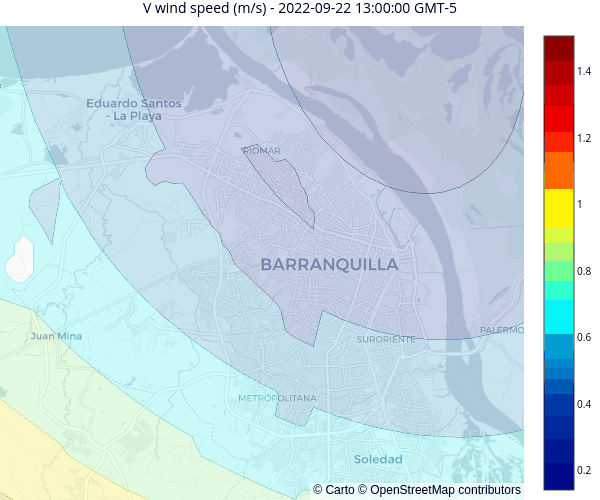 V wind speed (m/s) - 2022-09-22 13:00:00 GMT-5
Eduardo Santos
- La Playa
RIOMAR
BARRANQUILLA
PALERMO
Juan Mina
SURORIENTE
METROPOLITANA
Soledad
© Carto © OpenStreetMap contributors
1.4
1.2
1
0.8
0.6
0.4
0.2